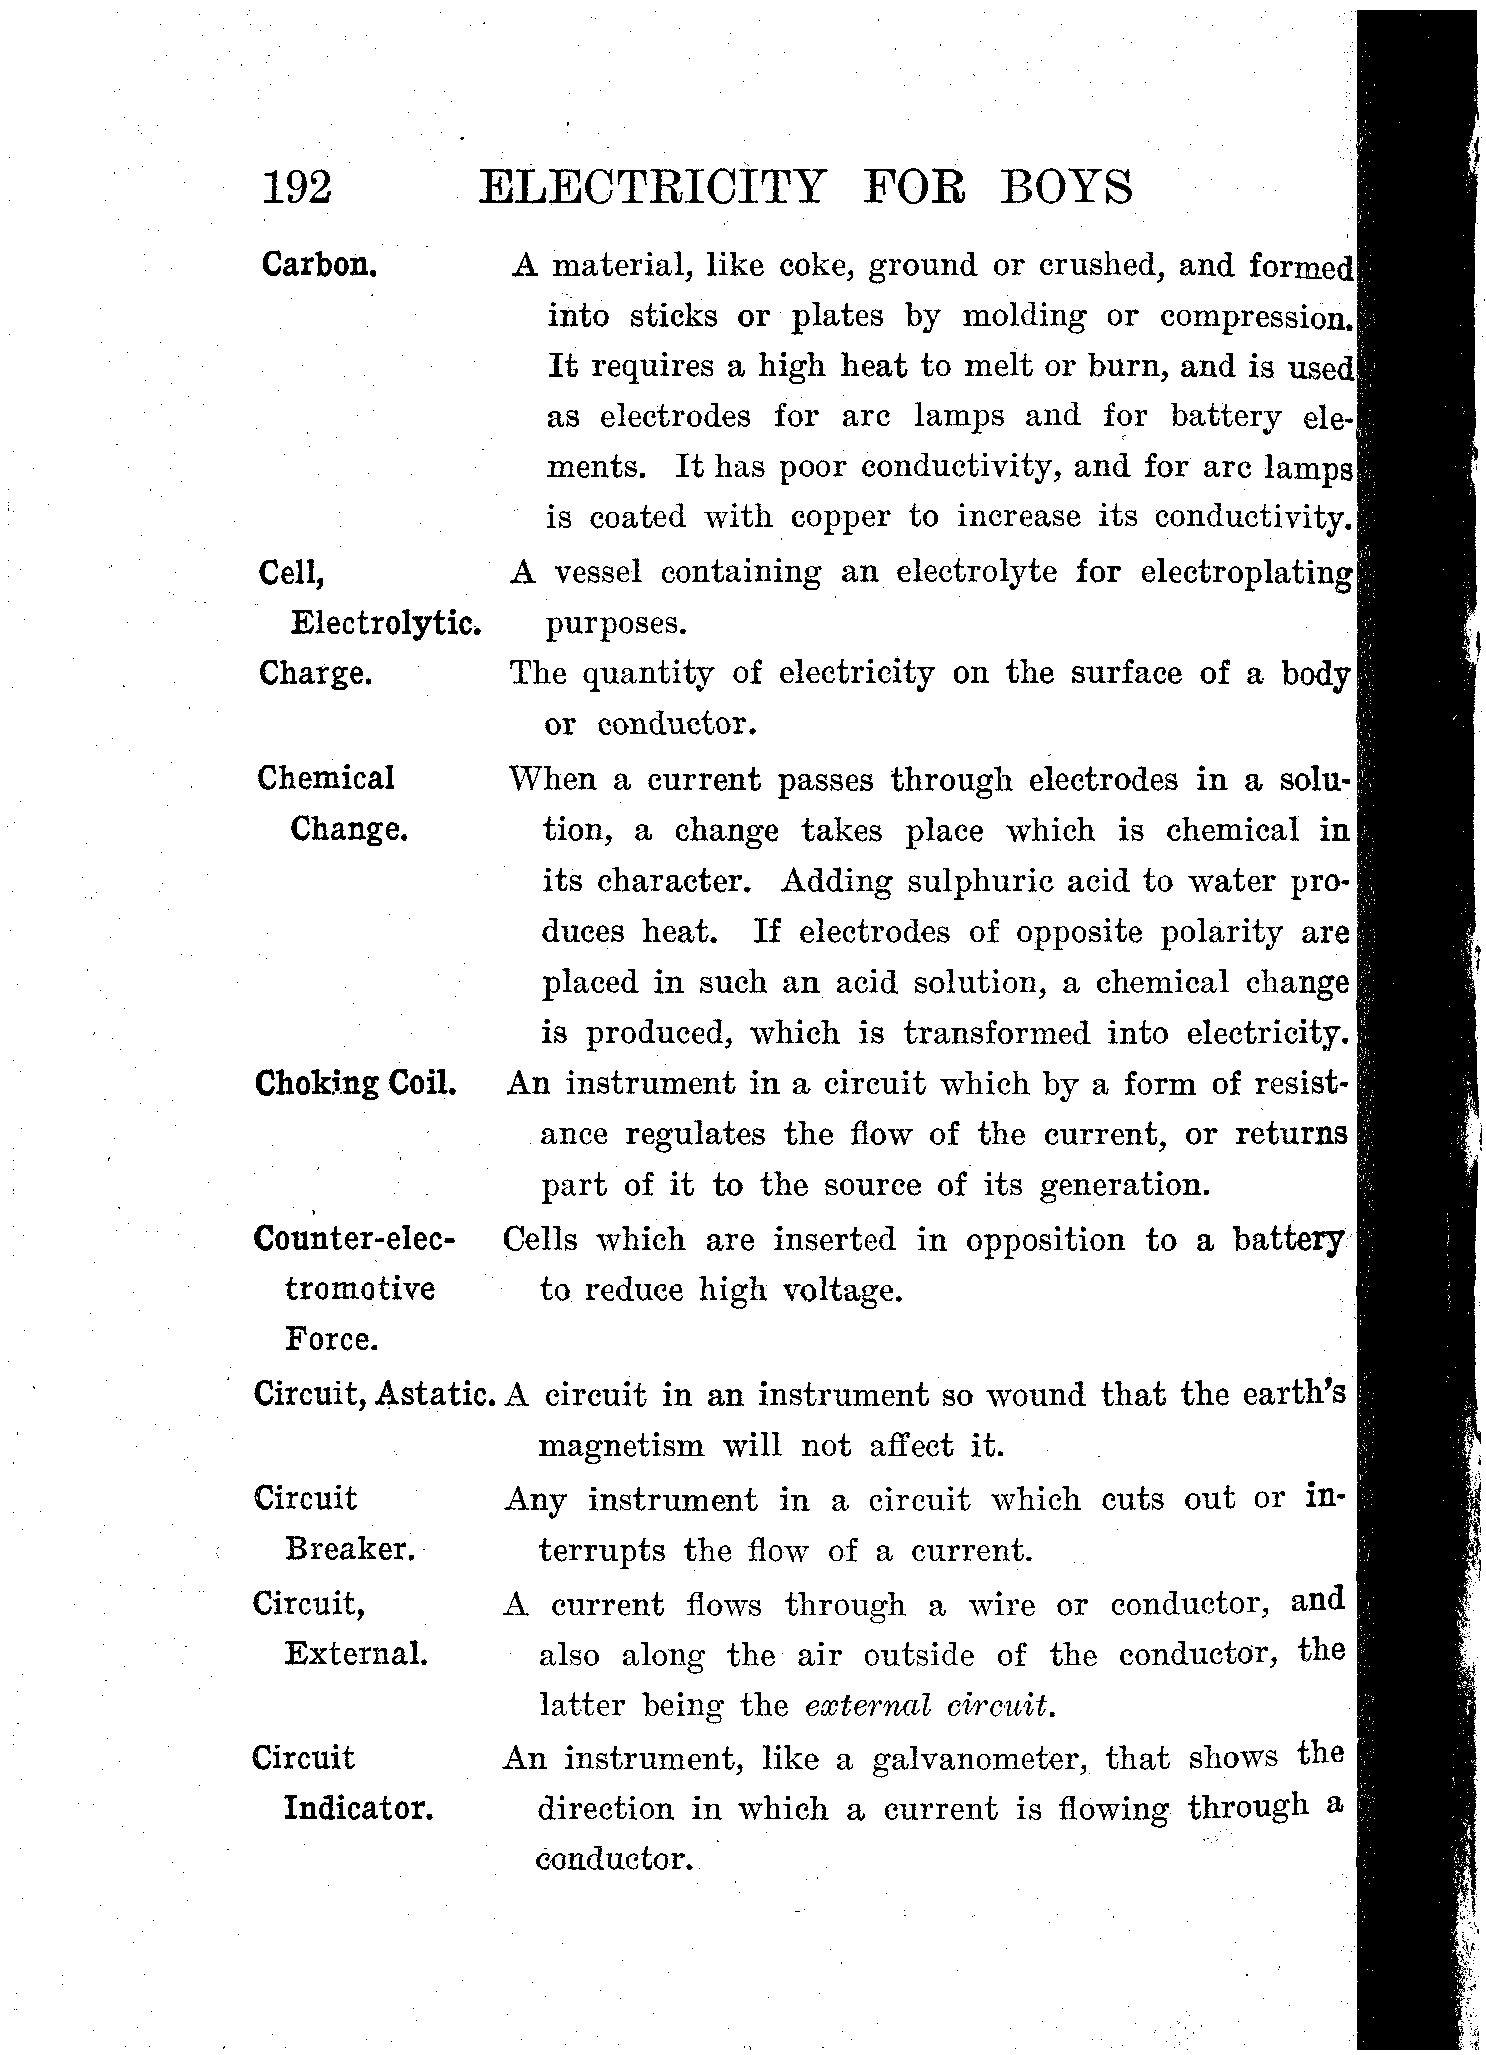 192 ELECTRICITY FOR BOYS
Carbon. A material, like coke, ground or crushed, and formed
into sticks or plates by molding or compression.
It requires a high heat to melt or burn, and is used
as electrodes for arc lamps and for battery ele-
ments. It has poor conductivity, and for arc lamps
is coated with copper to increase its conductivity.
Cell, A vessel containing an electrolyte for electroplating
Electrolytic. purposes.
Charge. The quantity of electricity on the surface of a body
or conductor.
Chemical When a current passes through electrodes in a solu-
Change. tion, a change takes place which is chemical in
its character. Adding sulphuric acid to water pro-
duces heat. If electrodes of opposite polarity are
placed in such an acid solution, a chemical change
is produced, which is transformed into electricity.
Choking Coil. An instrument in a circuit which by a form of resist-
ance regulates the flow of the current, or returns
part of it to the source of its generation.
Counter-elec- Cells which are inserted in opposition to a battery
tromotive to reduce high voltage.
Force.
Circuit, Astatic. A circuit in an instrument so wound that the earth's
magnetism will not affect it.
Circuit Any instrument in a circuit which cuts out or in-
Breaker. terrupts the flow of a current.
Circuit, A current flows through a wire or conductor, and
External. also along the air outside of the conductor, the
latter being the external circuit.
Circuit An instrument, like a galvanometer, that shows the
Indicator. direction in which a current is flowing through a
conductor.